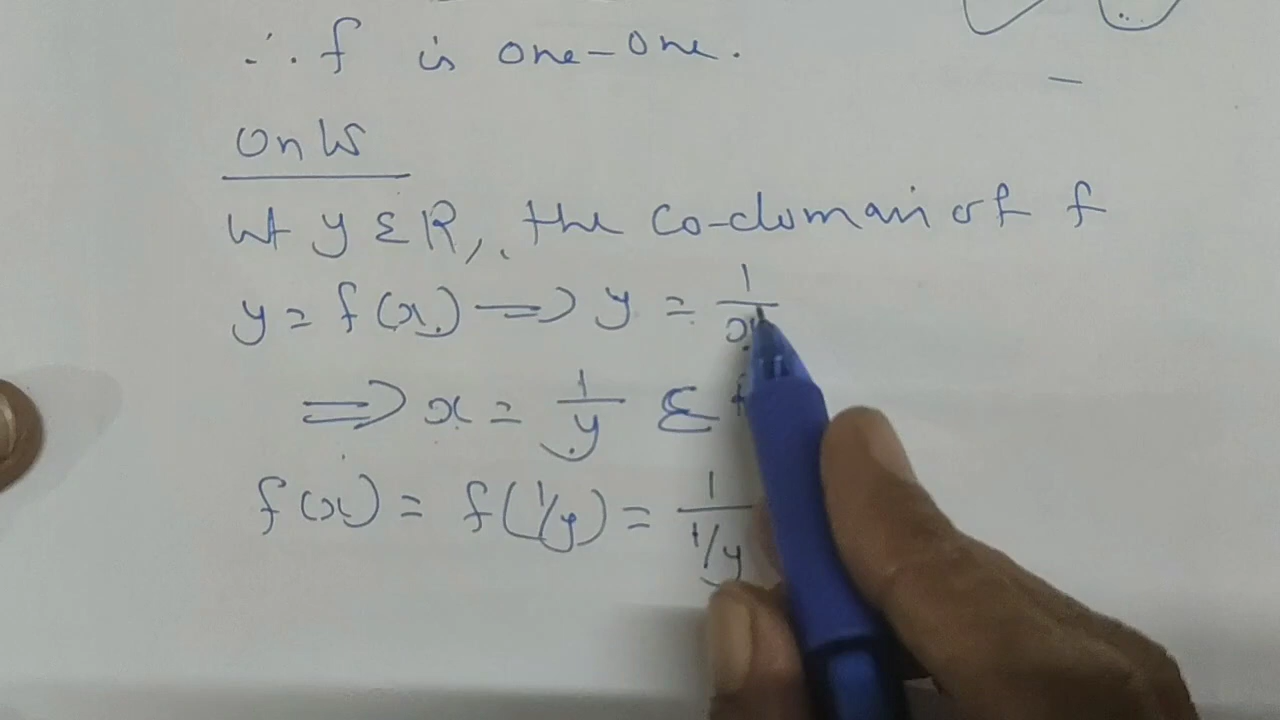 ∴ f is one-one.
Onto
Let y ∈ R, the co-domain of f
y = f(x) ⟹ y = 1/x
⟹ x = 1/y ∈
f(x) = f(1/y) = 1/(1/y)